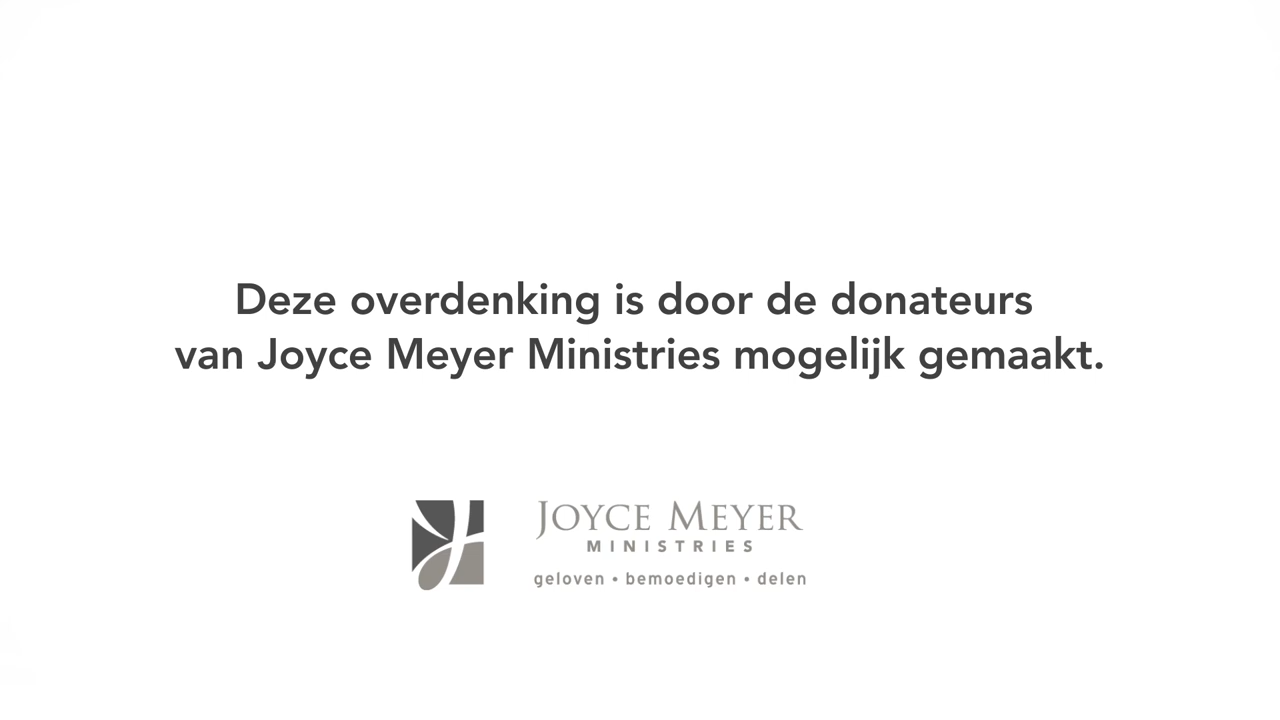 Deze overdenking is door de donateurs
van Joyce Meyer Ministries mogelijk gemaakt.
JOYCE MEYER
MINISTRIES
geloven • bemoedigen • delen